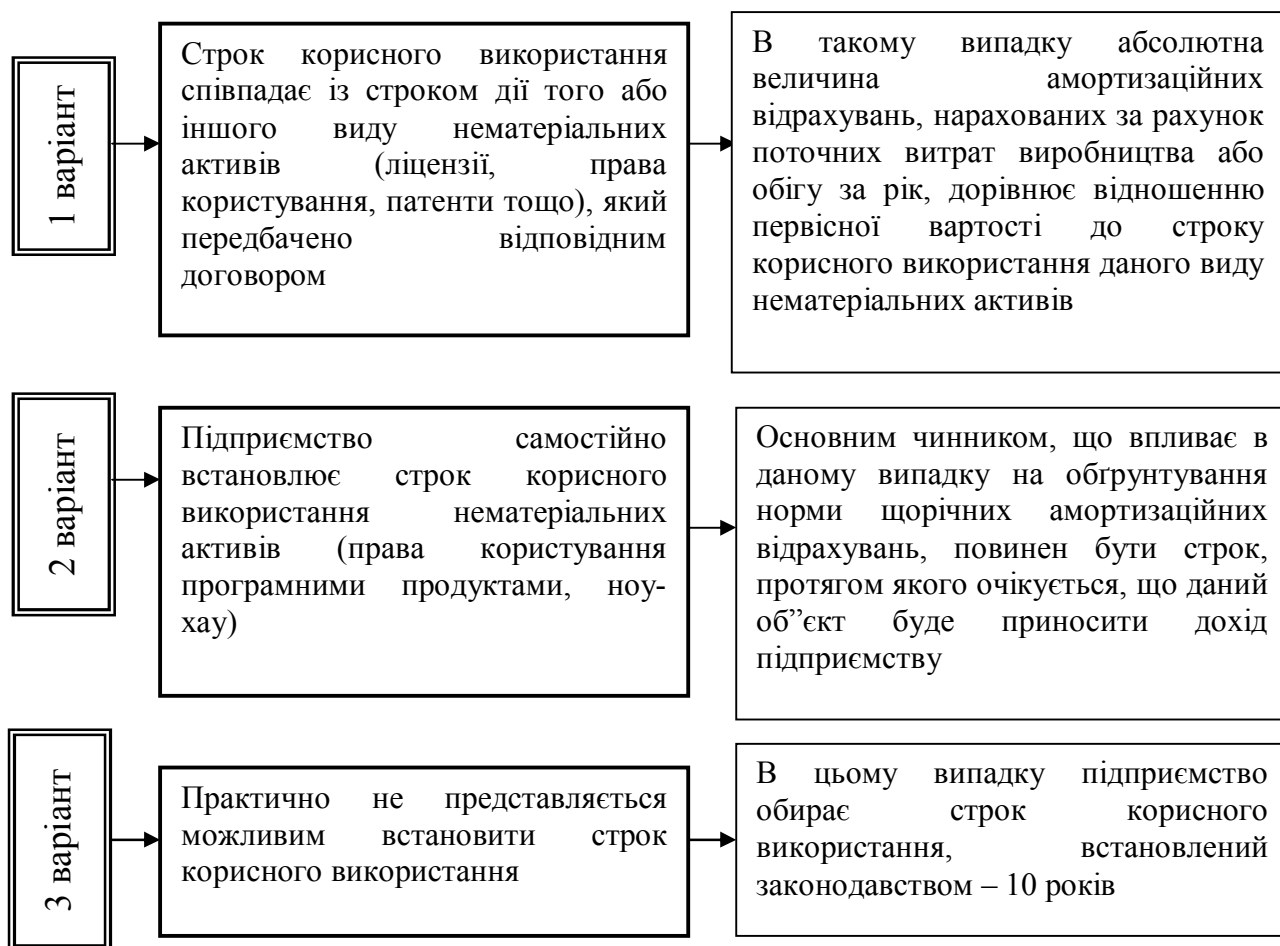 1 варіант
Строк корисного використання
співпадає із строком дії того або
іншого виду нематеріальних
активів (ліцензії, права
користування, патенти тощо), який
передбачено відповідним
договором
В такому випадку абсолютна
величина амортизаційних
відрахувань, нарахованих за рахунок
поточних витрат виробництва або
обігу за рік, дорівнює відношенню
первісної вартості до строку
корисного використання даного виду
нематеріальних активів
2 варіант
Підприємство самостійно
встановлює строк корисного
використання нематеріальних
активів (права користування
програмними продуктами, ноу-
хау)
Основним чинником, що впливає в
даному випадку на обґрунтування
норми щорічних амортизаційних
відрахувань, повинен бути строк,
протягом якого очікується, що даний
об”єкт буде приносити дохід
підприємству
3 варіант
Практично не представляється
можливим встановити строк
корисного використання
В цьому випадку підприємство
обирає строк корисного
використання, встановлений
законодавством – 10 років